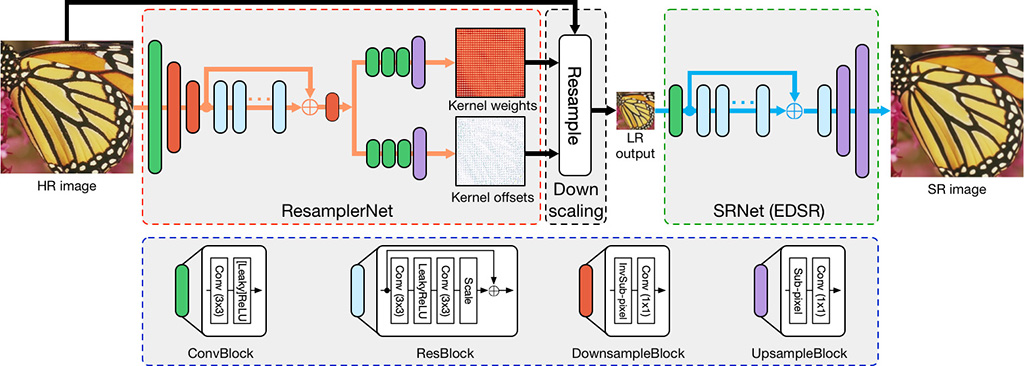 HR image
Kernel weights
Kernel offsets
ResamplerNet
Resample
Down
scaling
LR
output
SRNet (EDSR)
SR image
Conv (3x3)
[Leaky]ReLU
ConvBlock
Conv (3x3)
LeakyReLU
Conv (3x3)
Scale
ResBlock
InvSub-pixel
Conv (1x1)
DownsampleBlock
Sub-pixel
Conv (1x1)
UpsampleBlock